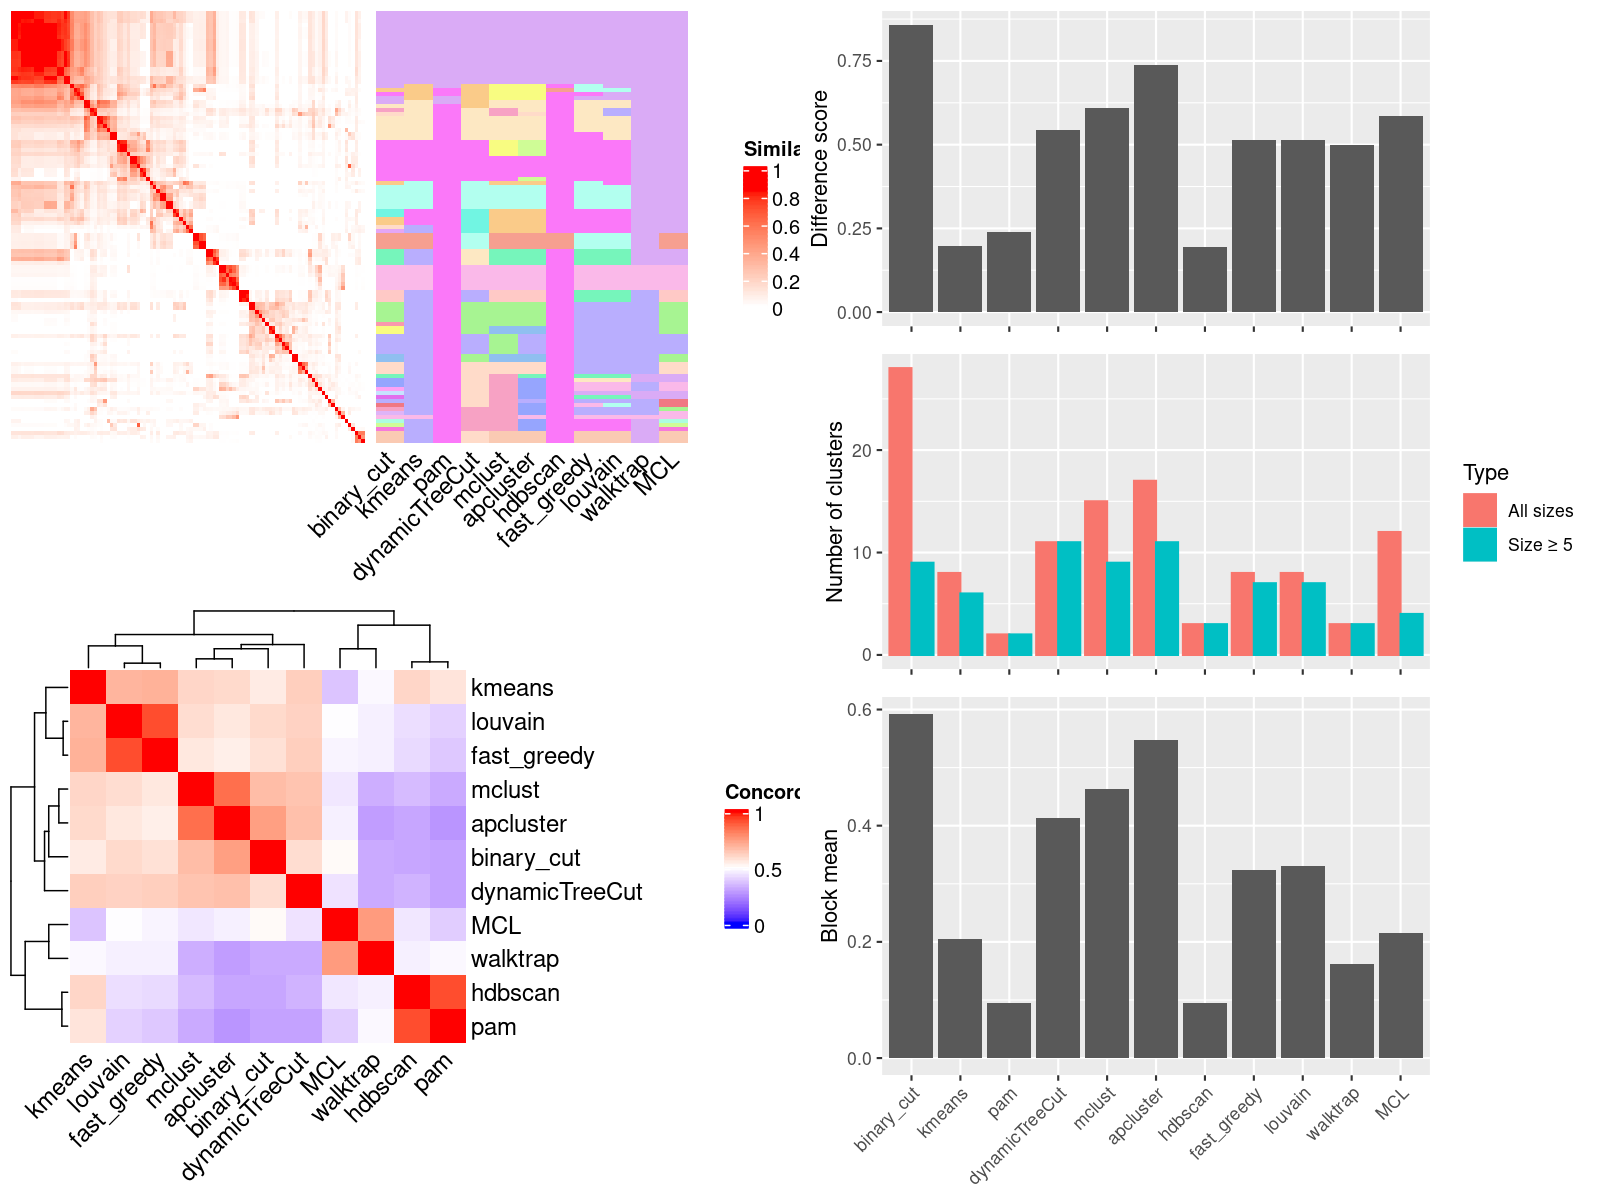 Simila
1
0.8
0.6
0.4
0.2
0
binary_cut
kmeans
pam
dynamicTreeCut
mclust
apcluster
hdbscan
fast_greedy
louvain
walktrap
MCL
kmeans
louvain
fast_greedy
mclust
apcluster
binary_cut
dynamicTreeCut
MCL
walktrap
hdbscan
pam
kmeans
louvain
fast_greedy
mclust
apcluster
binary_cut
dynamicTreeCut
MCL
walktrap
hdbscan
pam
Concord
1
0.5
0
Difference score
0.75
0.50
0.25
0.00
Number of clusters
20
10
0
Type
All sizes
Size ≥ 5
Block mean
0.6
0.4
0.2
0.0
binary_cut
kmeans
pam
dynamicTreeCut
mclust
apcluster
hdbscan
fast_greedy
louvain
walktrap
MCL